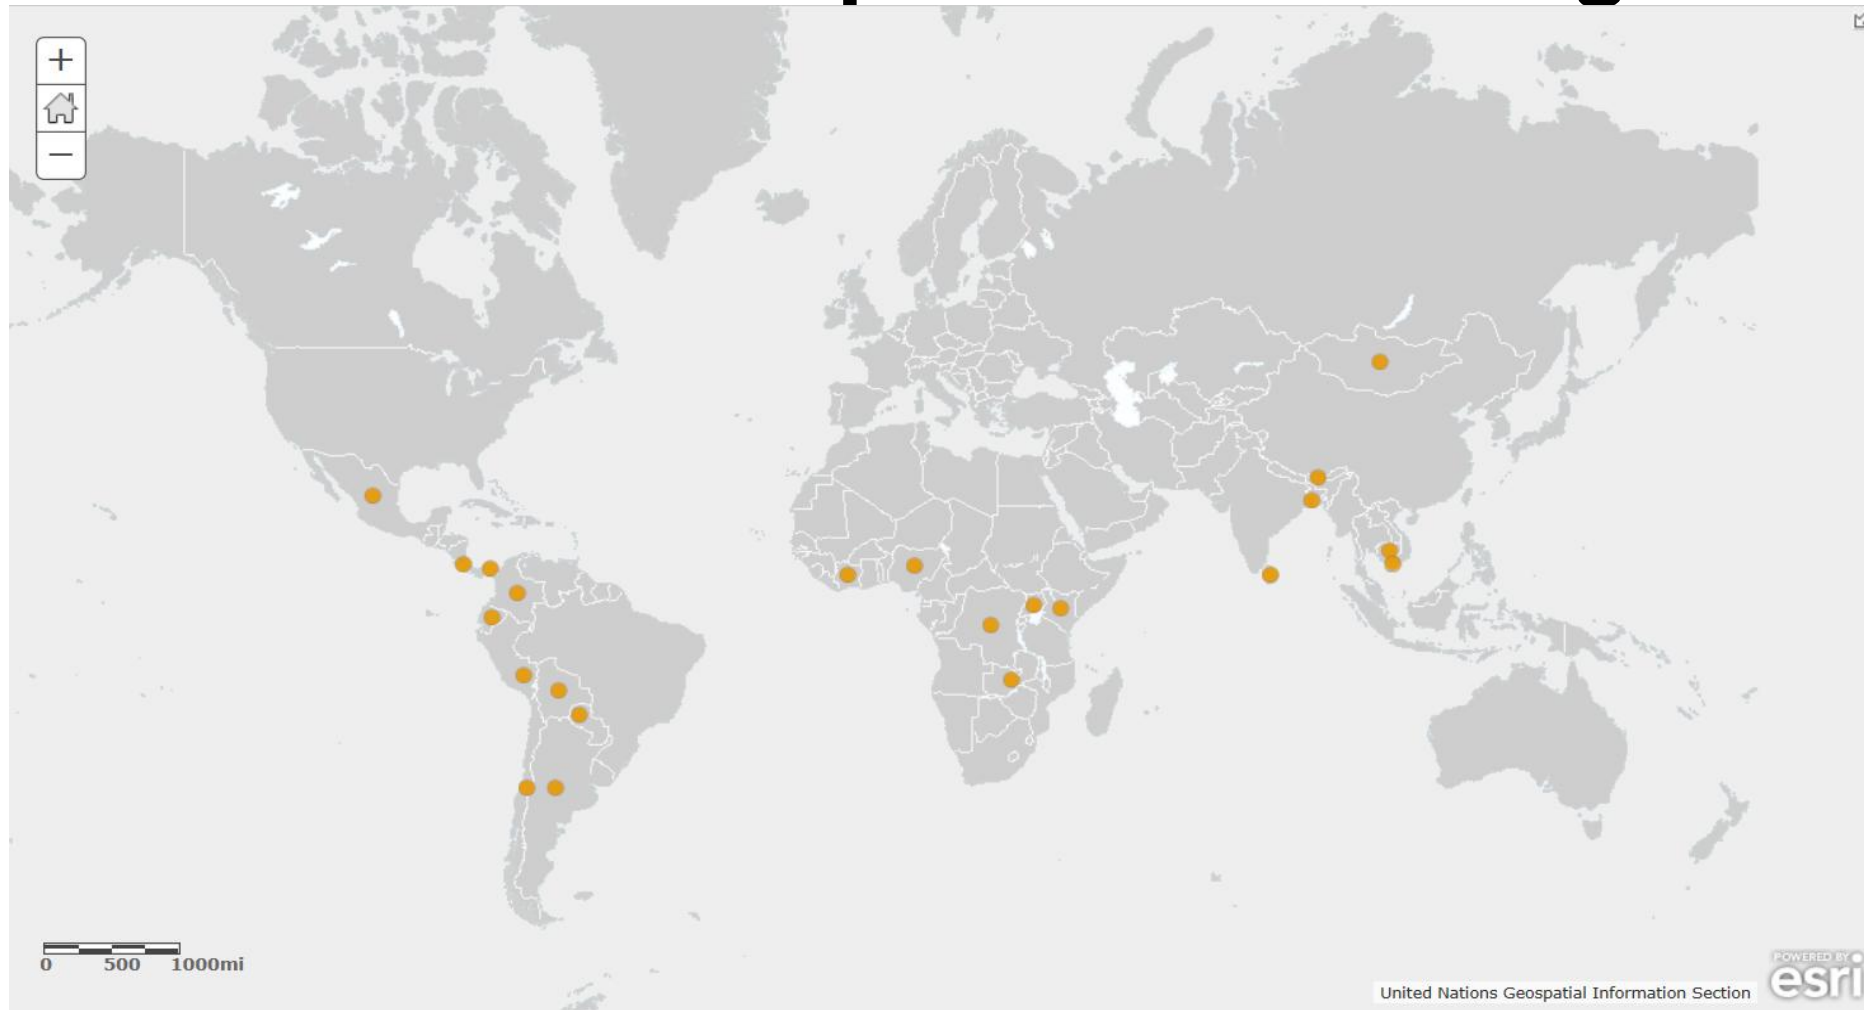 +
−
0 500 1000mi
United Nations Geospatial Information Section
POWERED BY
esri